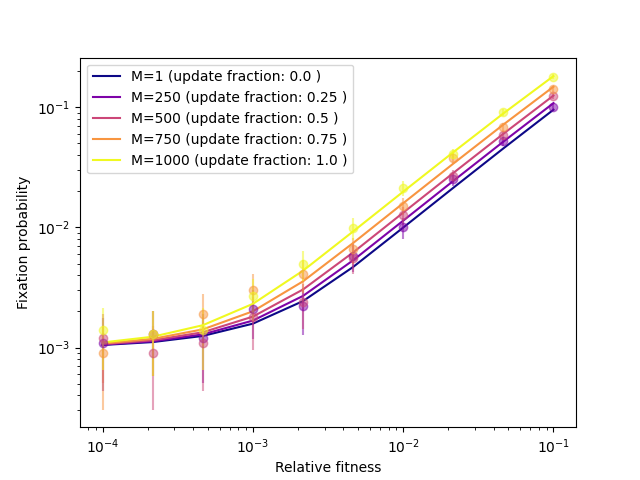 M=1 (update fraction: 0.0 )
M=250 (update fraction: 0.25 )
M=500 (update fraction: 0.5 )
M=750 (update fraction: 0.75 )
M=1000 (update fraction: 1.0 )
Fixation probability
10⁻¹
10⁻²
10⁻³
10⁻⁴ 10⁻³ 10⁻² 10⁻¹
Relative fitness